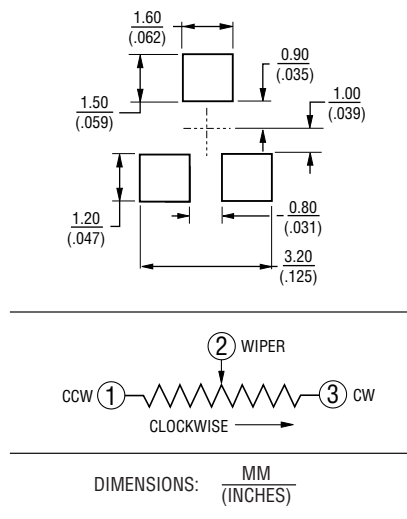 1.60
(.062)
0.90
(.035)
1.00
(.039)
1.50
(.059)
1.20
(.047)
0.80
(.031)
3.20
(.125)
2 WIPER
CCW 1
3 CW
CLOCKWISE
DIMENSIONS: MM
(INCHES)